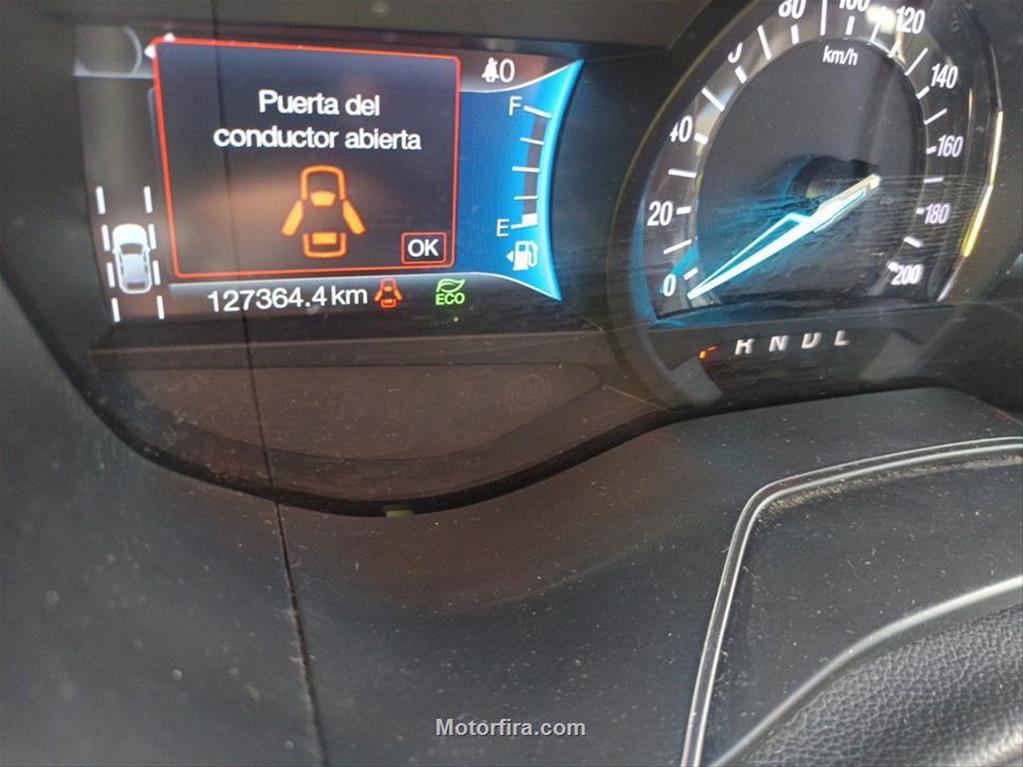 Puerta del
conductor abierta
OK
0
F
E
127364.4 km
ECO
0
20
40
80
100
120
140
160
180
200
km/h
R N D L
Motorfira.com